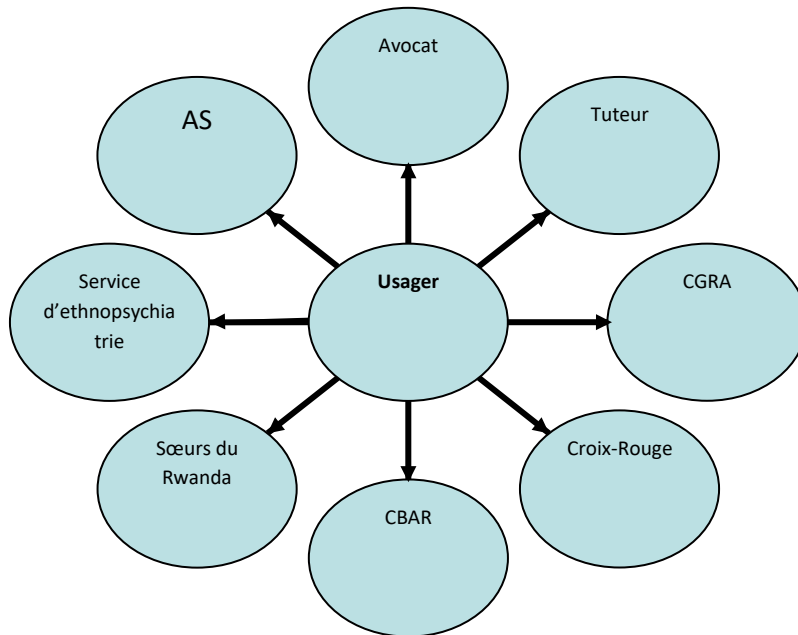 Avocat
AS
Tuteur
Service
d’ethnopsychia
trie
Usager
CGRA
Sœurs du
Rwanda
Croix-Rouge
CBAR